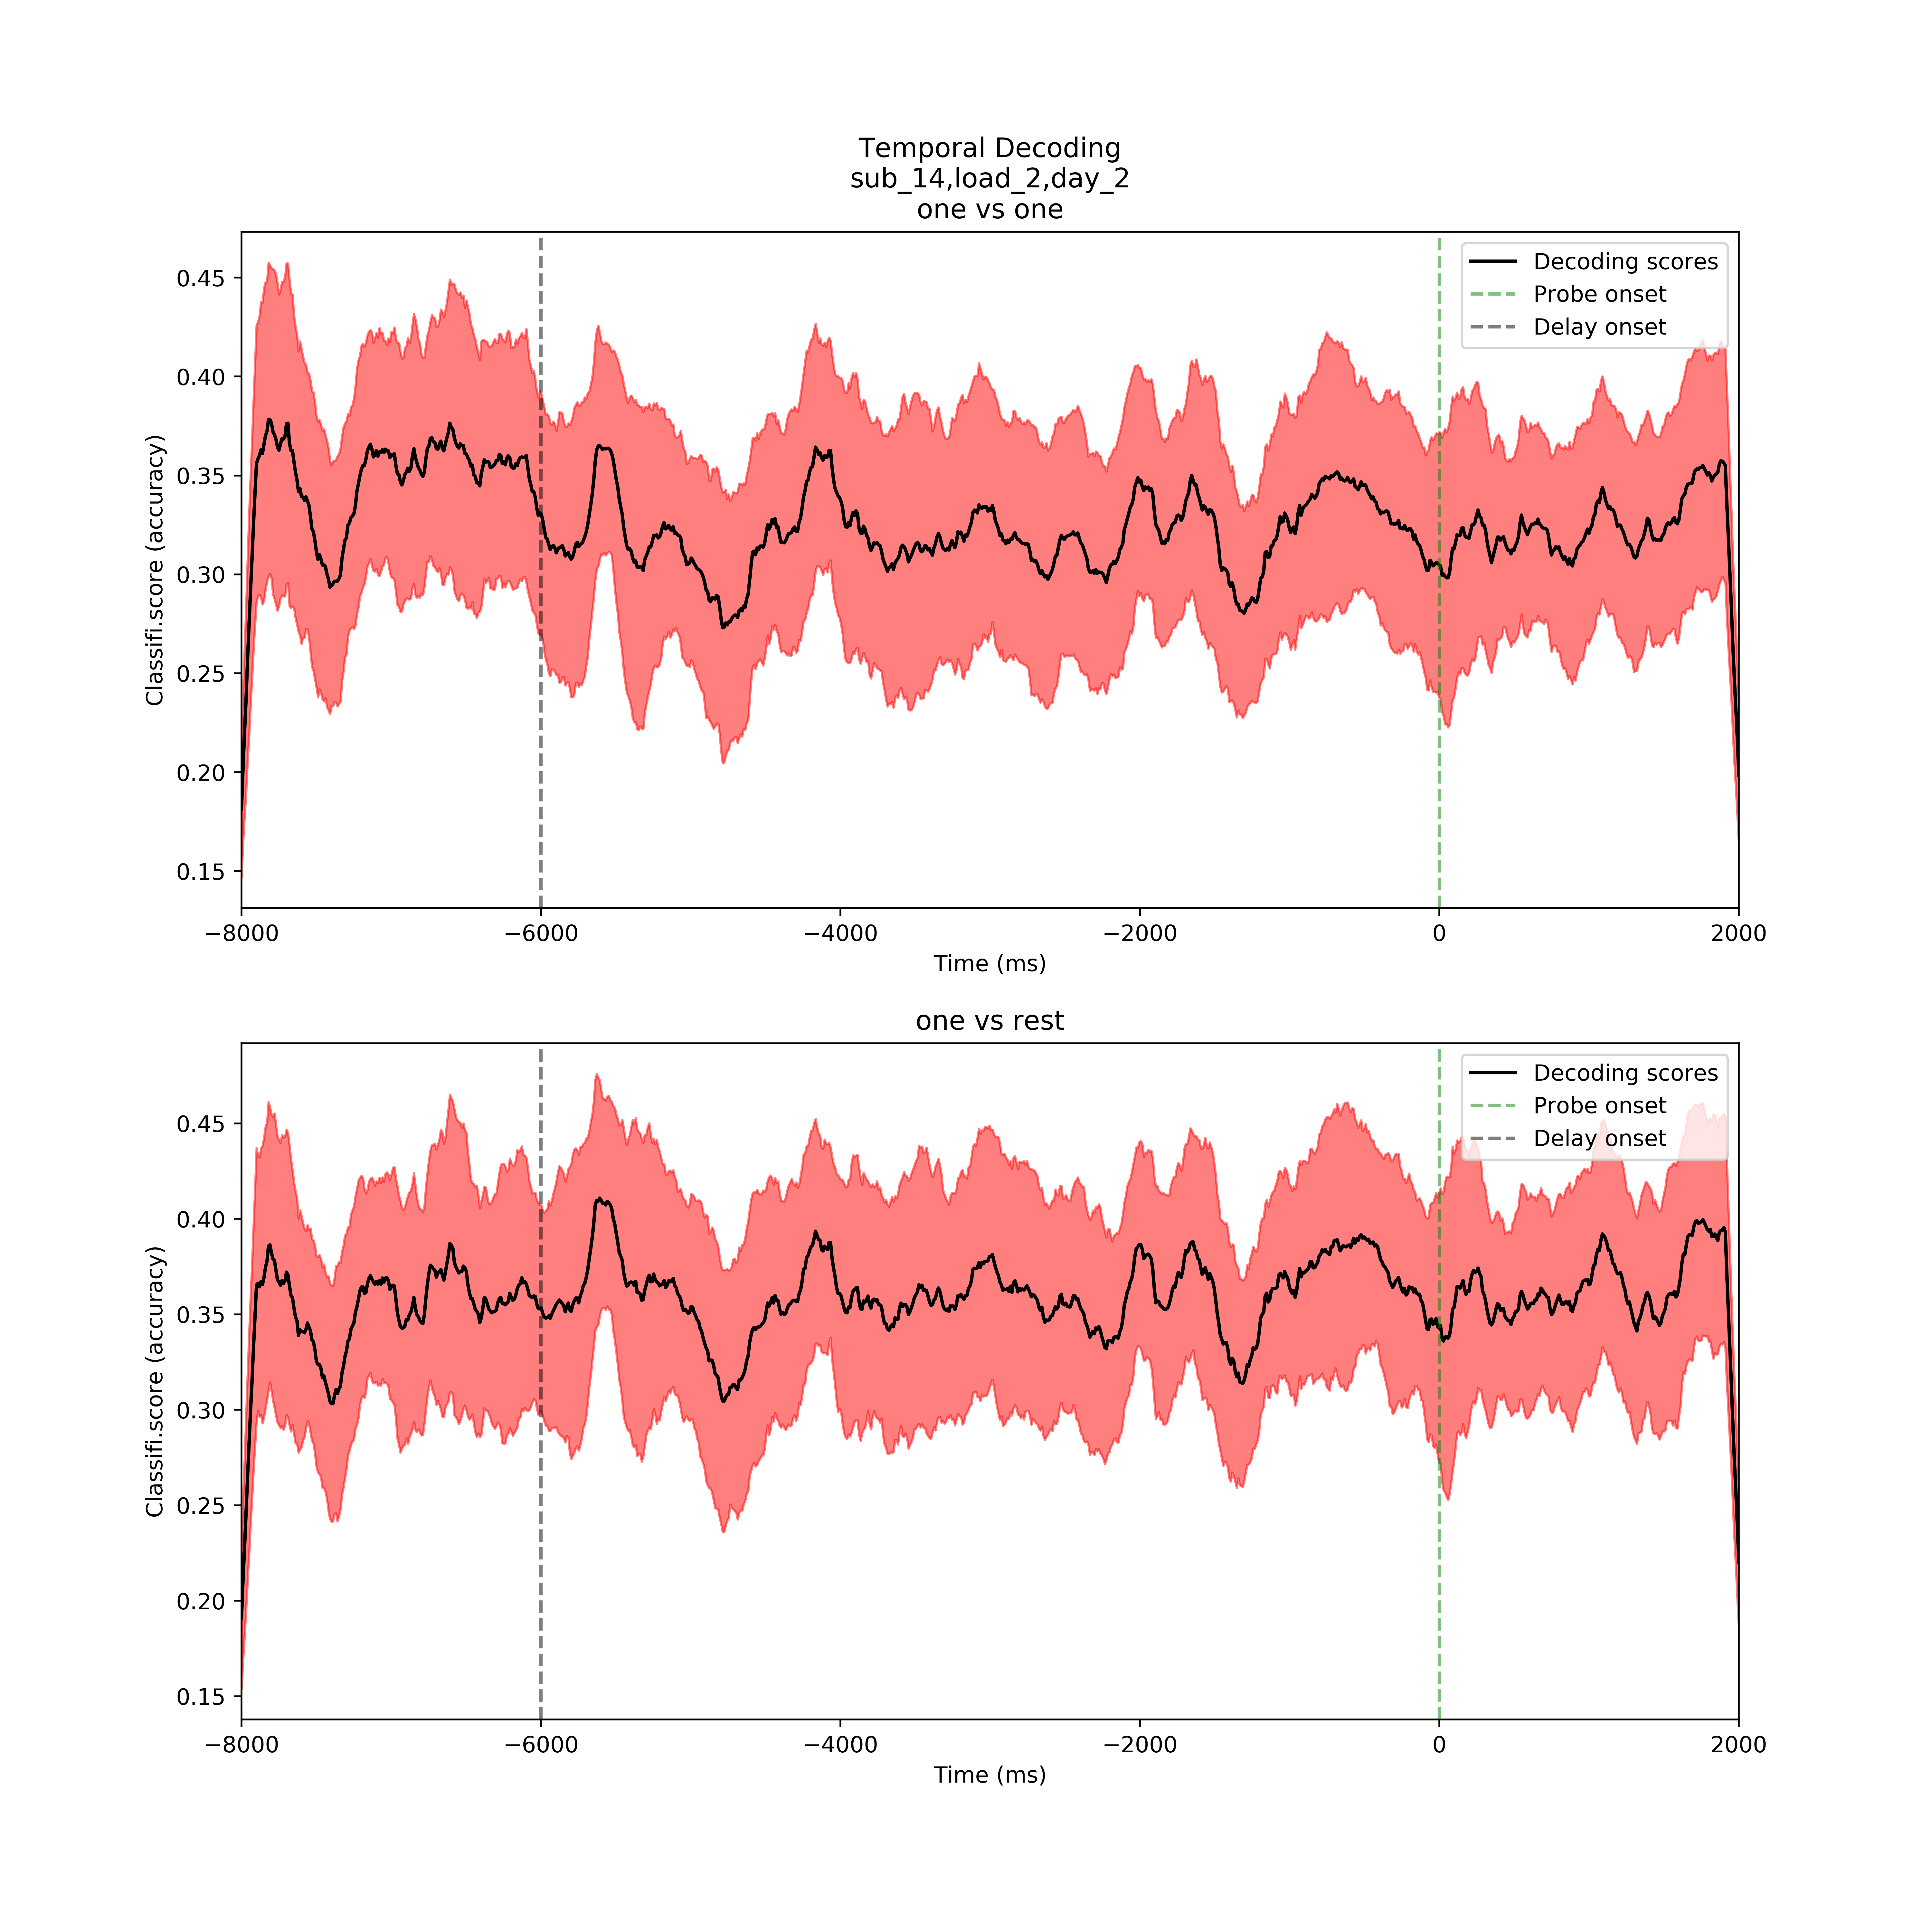 Temporal Decoding
sub_14,load_2,day_2
one vs one
Classifi.score (accuracy)
0.45
0.40
0.35
0.30
0.25
0.20
0.15
Decoding scores
Probe onset
Delay onset
−8000 −6000 −4000 −2000 0 2000
Time (ms)
one vs rest
Classifi.score (accuracy)
0.45
0.40
0.35
0.30
0.25
0.20
0.15
Decoding scores
Probe onset
Delay onset
−8000 −6000 −4000 −2000 0 2000
Time (ms)